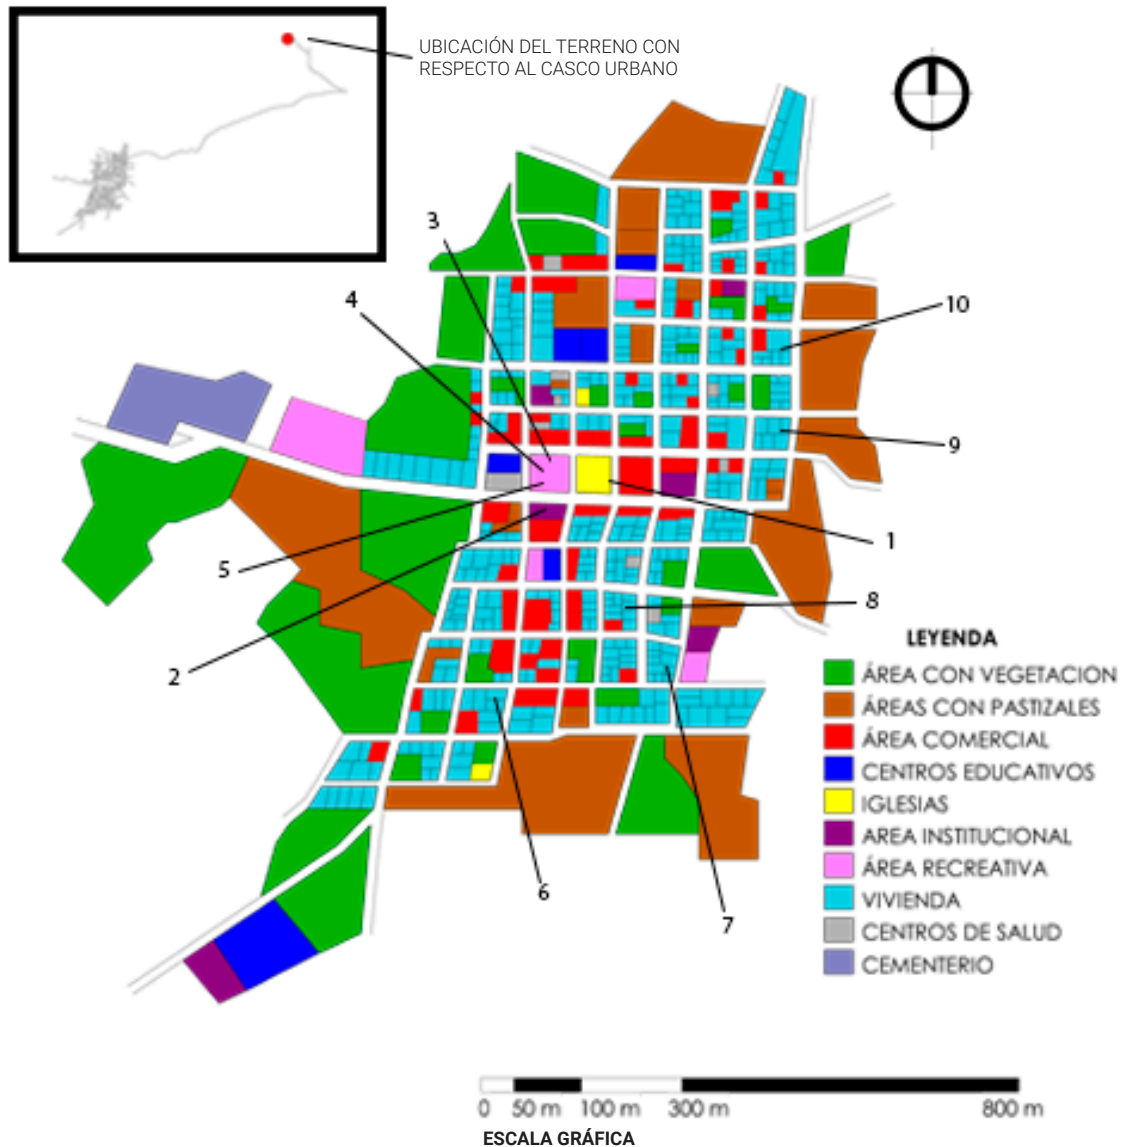 UBICACIÓN DEL TERRENO CON
RESPECTO AL CASCO URBANO
3
4
10
9
1
5
8
2
6
7
LEYENDA
ÁREA CON VEGETACION
ÁREAS CON PASTIZALES
ÁREA COMERCIAL
CENTROS EDUCATIVOS
IGLESIAS
AREA INSTITUCIONAL
ÁREA RECREATIVA
VIVIENDA
CENTROS DE SALUD
CEMENTERIO
0 50 m 100 m 300 m 800 m
ESCALA GRÁFICA